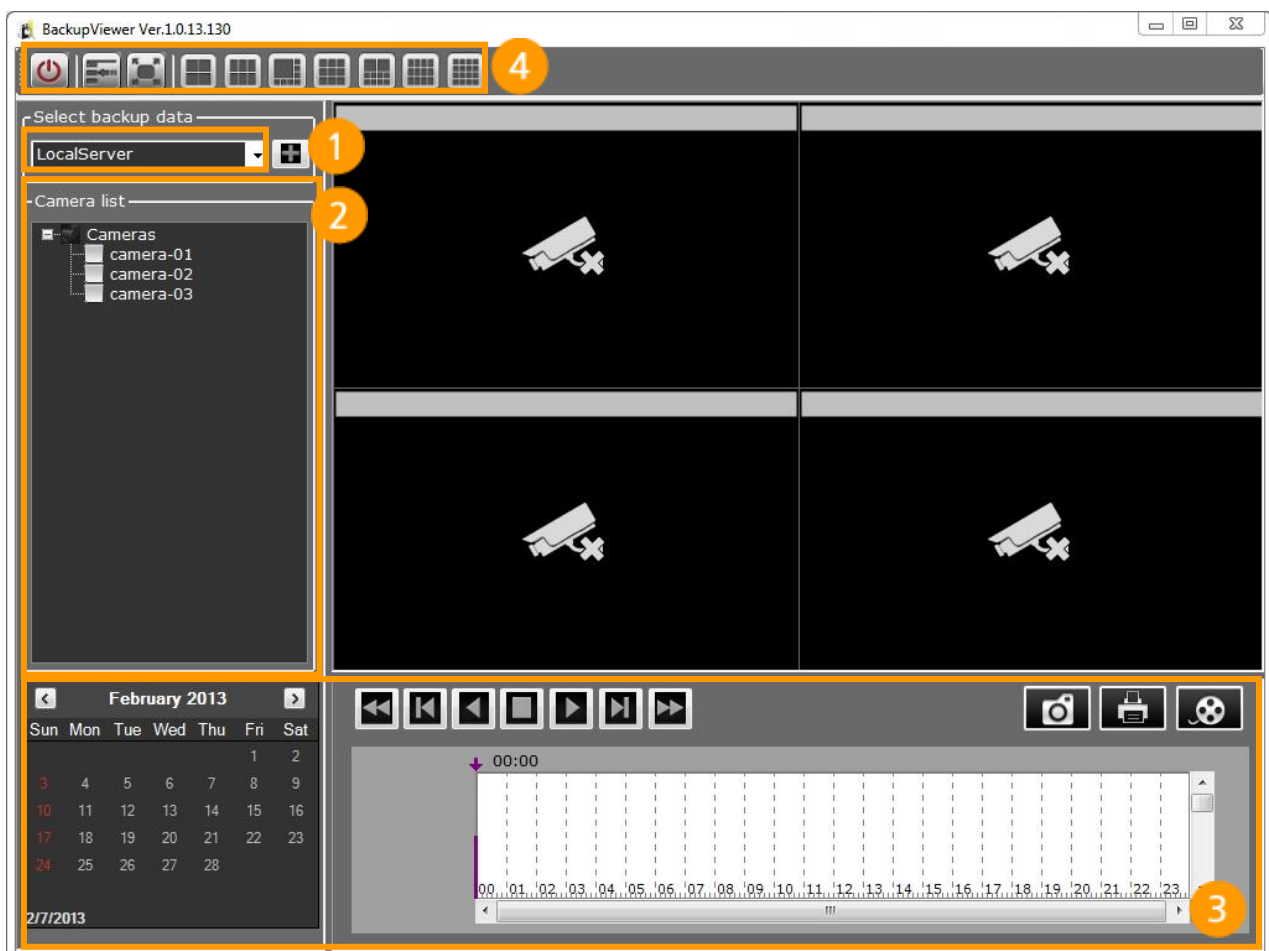 BackupViewer Ver.1.0.13.130
4
Select backup data
LocalServer
1
Camera list
2
Cameras
camera-01
camera-02
camera-03
February 2013
Sun Mon Tue Wed Thu Fri Sat
1 2
3 4 5 6 7 8 9
10 11 12 13 14 15 16
17 18 19 20 21 22 23
24 25 26 27 28
2/7/2013
00:00
00 01 02 03 04 05 06 07 08 09 10 11 12 13 14 15 16 17 18 19 20 21 22 23
3